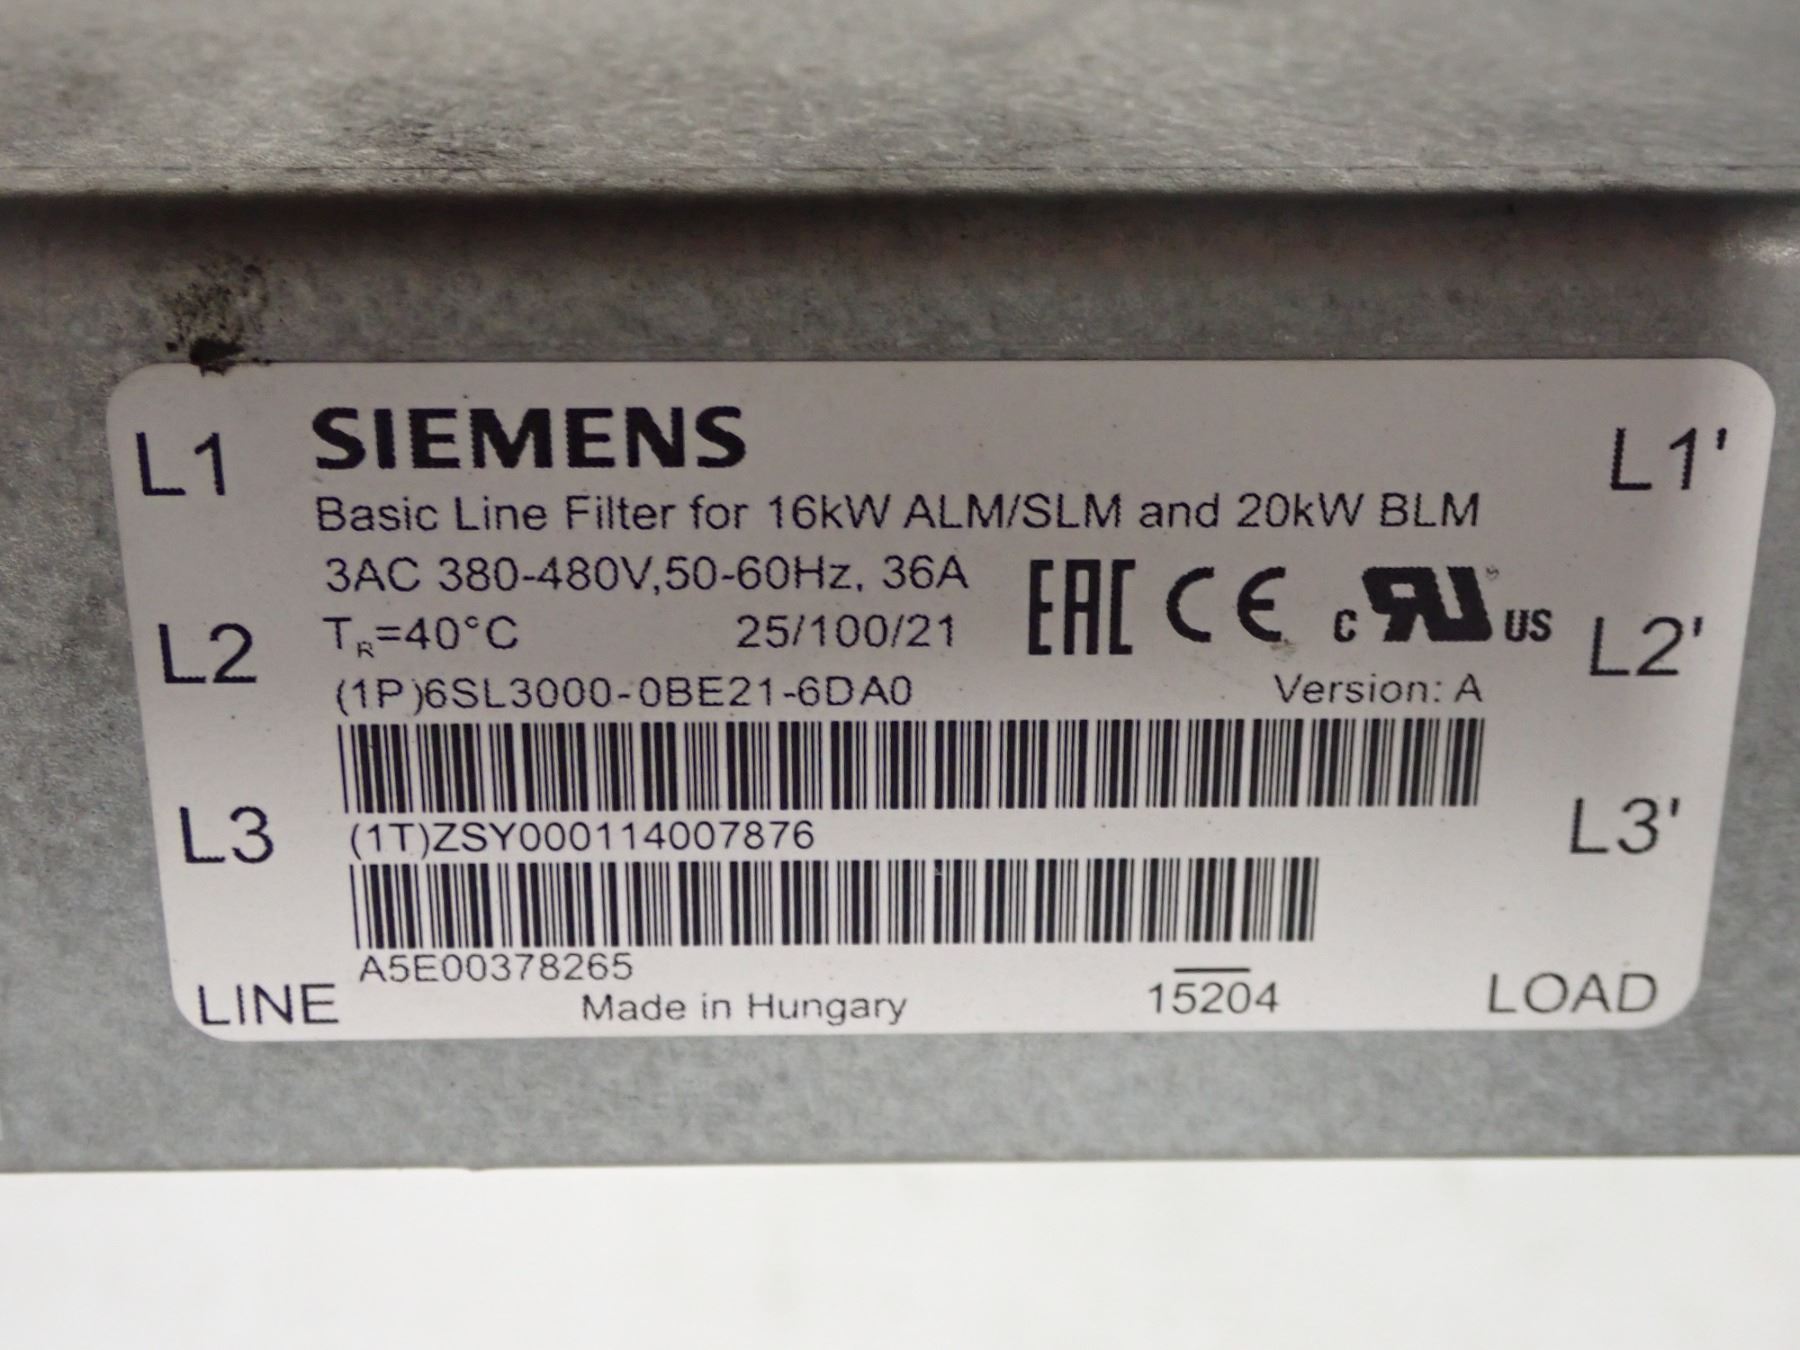 L1 SIEMENS L1'
Basic Line Filter for 16kW ALM/SLM and 20kW BLM
3AC 380-480V,50-60Hz, 36A EAC CE
L2 TR=40°C 25/100/21 c RU US L2'
(1P)6SL3000-0BE21-6DA0 Version: A
L3 (1T)ZSY000114007876 L3'
A5E00378265
LINE Made in Hungary 15204 LOAD